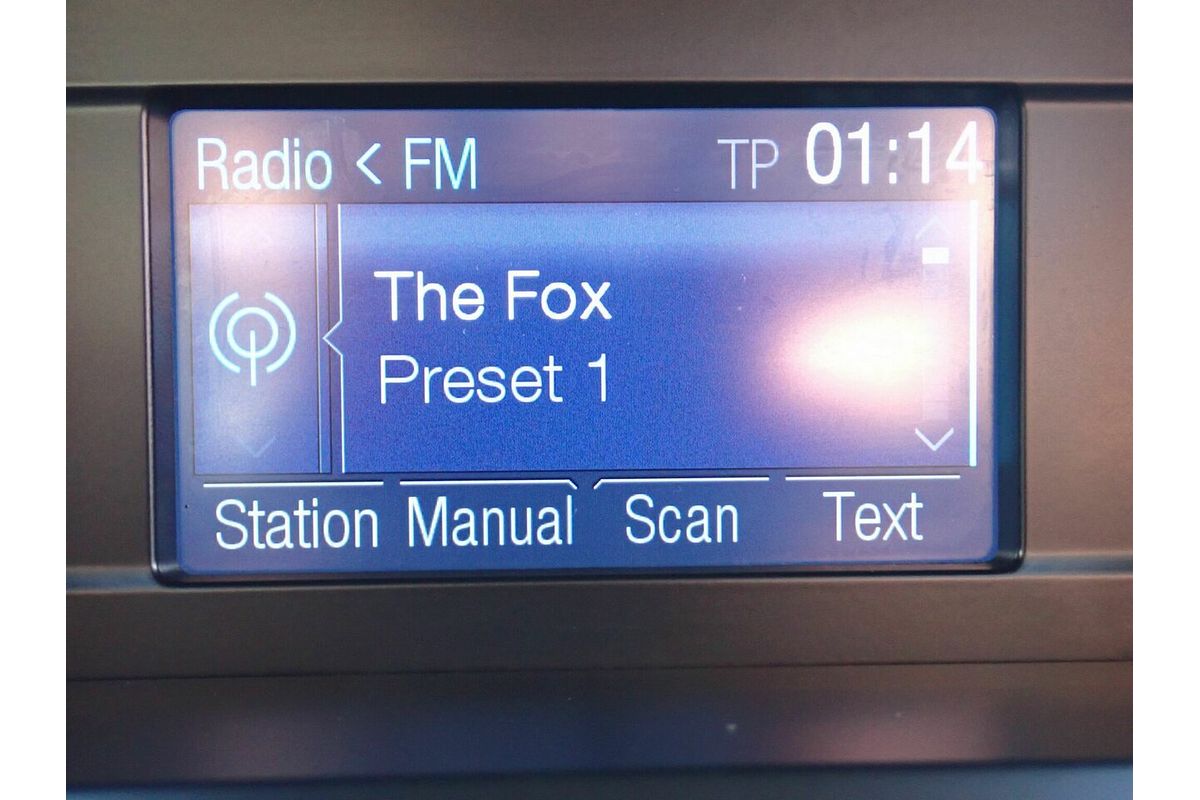 Radio < FM TP 01:14
The Fox
Preset 1
Station Manual Scan Text